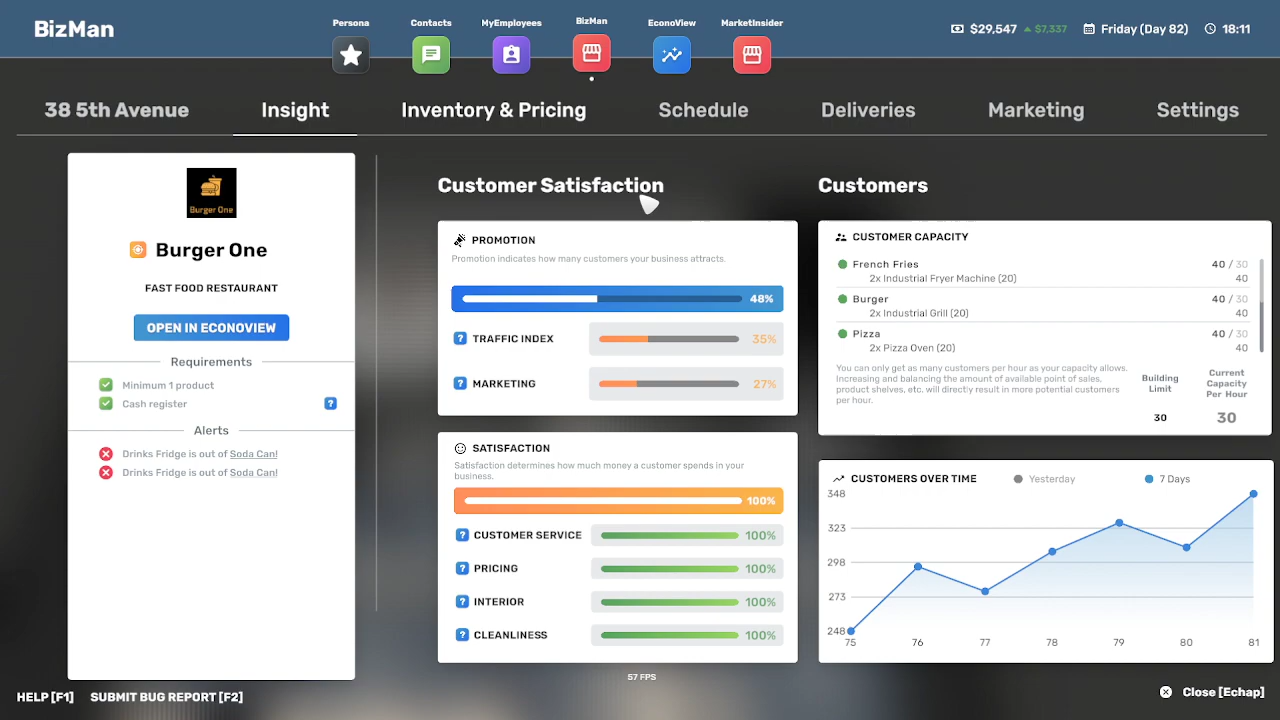 BizMan
Persona
Contacts
MyEmployees
BizMan
EconoView
MarketInsider
$29,547 $7,337 Friday (Day 82) 18:11
38 5th Avenue
Insight
Inventory & Pricing
Schedule
Deliveries
Marketing
Settings
Burger One
Burger One
FAST FOOD RESTAURANT
OPEN IN ECONOVIEW
Requirements
Minimum 1 product
Cash register ?
Alerts
Drinks Fridge is out of Soda Can!
Drinks Fridge is out of Soda Can!
Customer Satisfaction
PROMOTION
Promotion indicates how many customers your business attracts.
48%
? TRAFFIC INDEX 35%
? MARKETING 27%
SATISFACTION
Satisfaction determines how much money a customer spends in your
business.
100%
? CUSTOMER SERVICE 100%
? PRICING 100%
? INTERIOR 100%
? CLEANLINESS 100%
Customers
CUSTOMER CAPACITY
French Fries 40 / 30
2x Industrial Fryer Machine (20) 40
Burger 40 / 30
2x Industrial Grill (20) 40
Pizza 40 / 30
2x Pizza Oven (20) 40
You can only get as many customers per hour as your capacity allows.
Increasing and balancing the amount of available point of sales,
product shelves, etc. will directly result in more potential customers
per hour.
Building
Limit
30
Current
Capacity
Per Hour
30
CUSTOMERS OVER TIME Yesterday 7 Days
348
323
298
273
248
75 76 77 78 79 80 81
57 FPS
HELP [F1] SUBMIT BUG REPORT [F2]
Close [Echap]